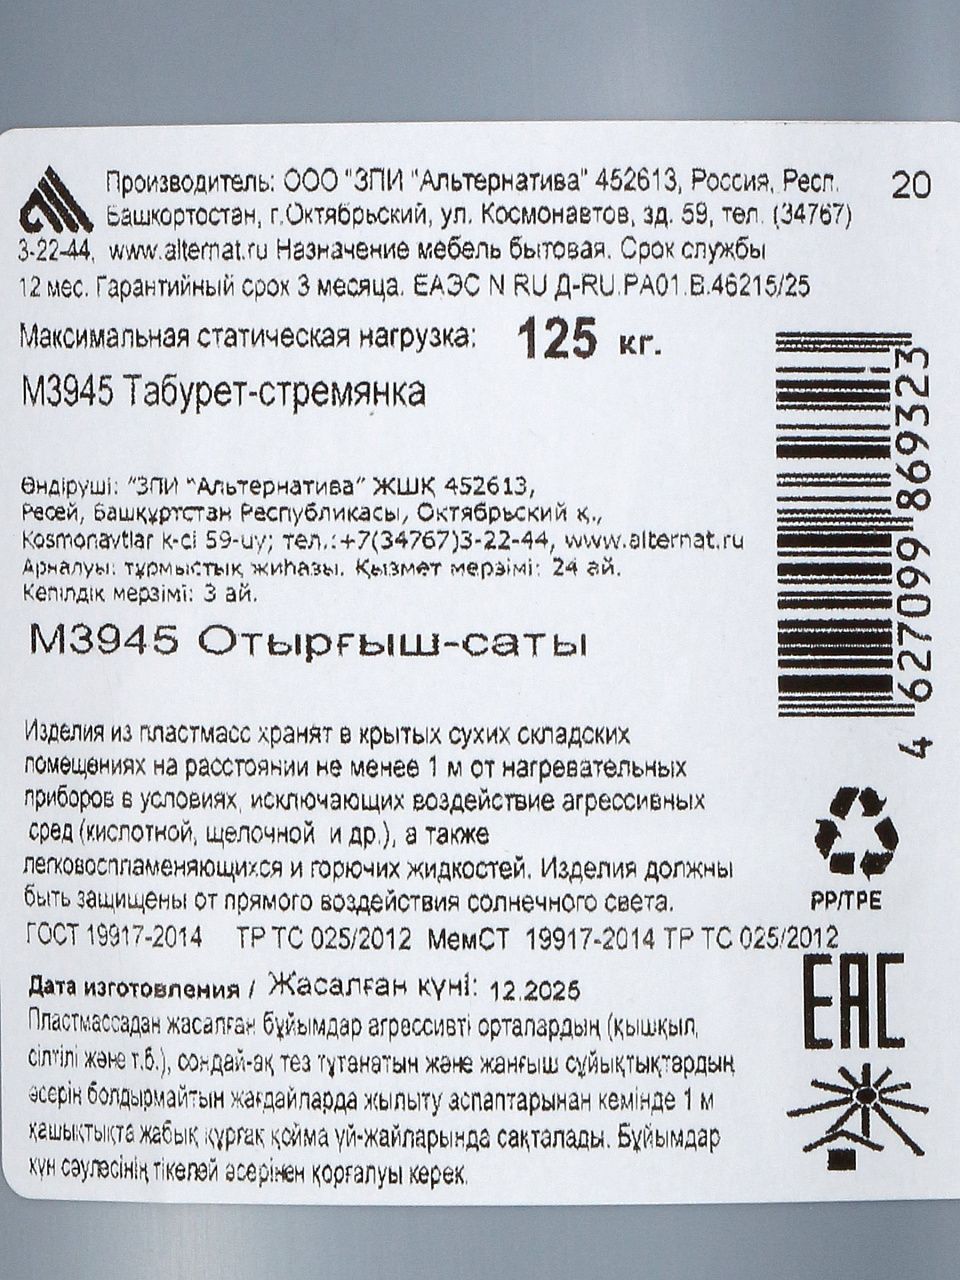 Производитель: ООО "ЗПИ "Альтернатива" 452613, Россия, Респ.
20
Башкортостан, г.Октябрьский, ул. Космонавтов, зд. 59, тел. (34767)
3-22-44, www.alternat.ru Назначение мебель бытовая. Срок службы
12 мес. Гарантийный срок 3 месяца. ЕАЭС N RU Д-RU.РА01.В.46215/25
Максимальная статическая нагрузка: 125 кг.
М3945 Табурет-стремянка
4 627099 869323
Өндіруші: "ЗПИ "Альтернатива" ЖШҚ 452613,
Ресей, Башқұртстан Республикасы, Октябрьский қ.,
Kosmonavtlar к-сі 59-uy; тел.:+7(34767)3-22-44, www.alternat.ru
Арналуы: тұрмыстық жиһазы. Қызмет мерзімі: 24 ай.
Кепілдік мерзімі: 3 ай.
М3945 Отырғыш-саты
Изделия из пластмасс хранят в крытых сухих складских
помещениях на расстоянии не менее 1 м от нагревательных
приборов в условиях, исключающих воздействие агрессивных
сред (кислотной, щелочной и др.), а также
легковоспламеняющихся и горючих жидкостей. Изделия должны
быть защищены от прямого воздействия солнечного света.
PP/TPE
ГОСТ 19917-2014 ТР ТС 025/2012 МемСТ 19917-2014 ТР ТС 025/2012
EAC
Дата изготовления / Жасалған күні: 12.2025
Пластмассадан жасалған бұйымдар агрессивті орталардың (қышқыл,
сілтілі және т.б.), сондай-ақ тез тұтанатын және жанғыш сұйықтықтардың
әсерін болдырмайтын жағдайларда жылыту аспаптарынан кемінде 1 м
қашықтықта жабық құрғақ қойма үй-жайларында сақталады. Бұйымдар
күн сәулесінің тікелей әсерінен қорғалуы керек.